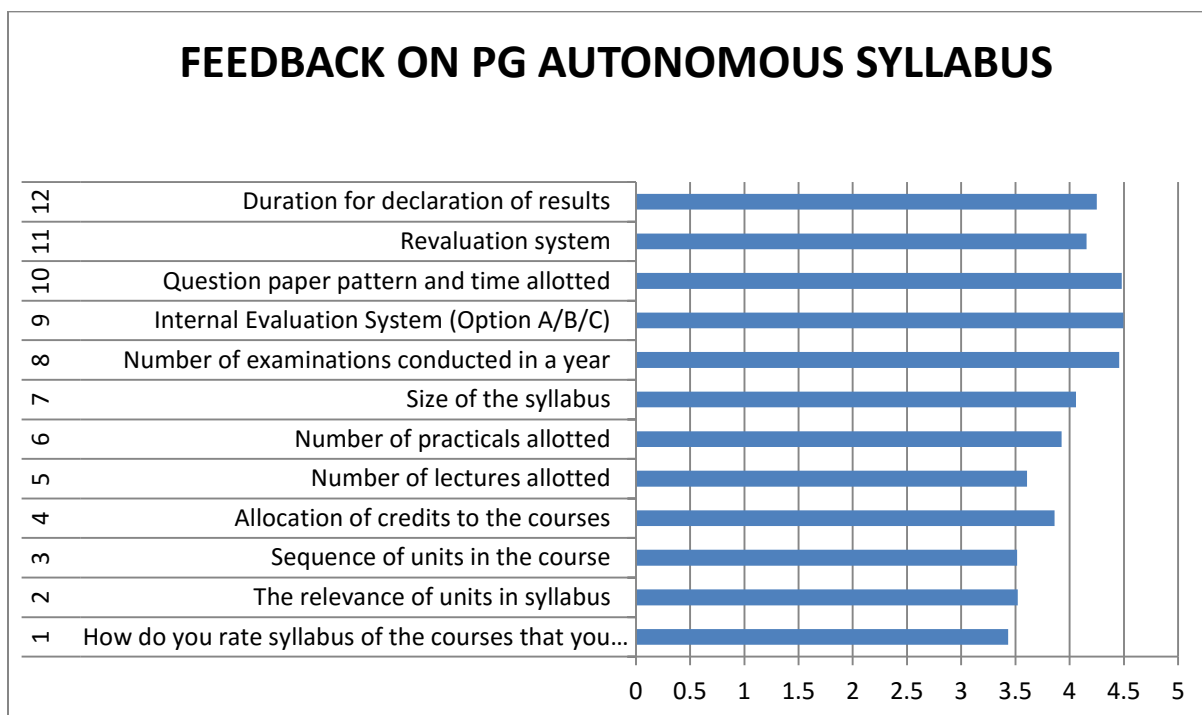 FEEDBACK ON PG AUTONOMOUS SYLLABUS
12 Duration for declaration of results
11 Revaluation system
10 Question paper pattern and time allotted
9 Internal Evaluation System (Option A/B/C)
8 Number of examinations conducted in a year
7 Size of the syllabus
6 Number of practicals allotted
5 Number of lectures allotted
4 Allocation of credits to the courses
3 Sequence of units in the course
2 The relevance of units in syllabus
1 How do you rate syllabus of the courses that you…
0 0.5 1 1.5 2 2.5 3 3.5 4 4.5 5